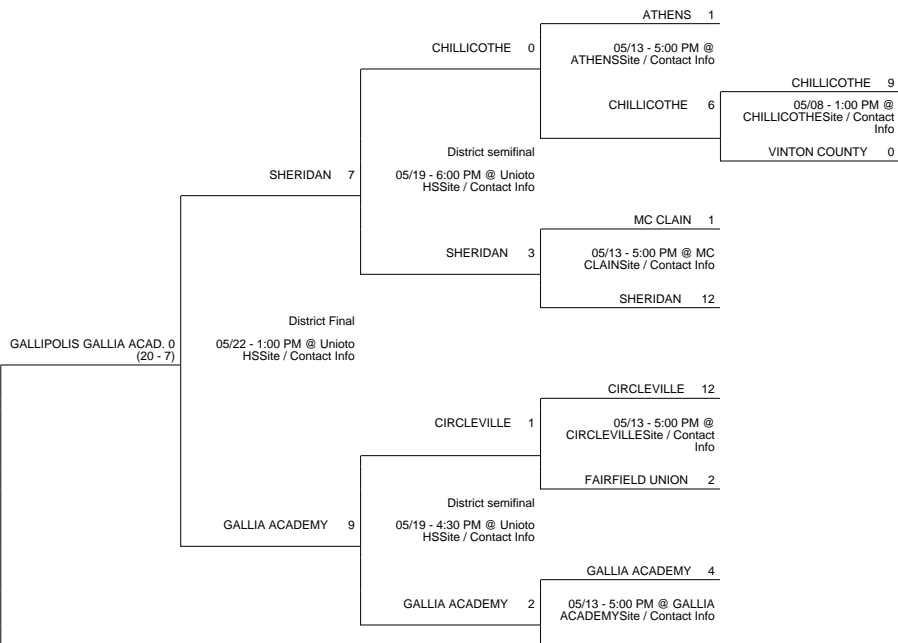 ATHENS 1
CHILLICOTHE 0
05/13 - 5:00 PM @
ATHENSSite / Contact Info
CHILLICOTHE 9
CHILLICOTHE 6
05/08 - 1:00 PM @
CHILLICOTHESite / Contact
Info
VINTON COUNTY 0
District semifinal
SHERIDAN 7
05/19 - 6:00 PM @ Unioto
HSSite / Contact Info
MC CLAIN 1
SHERIDAN 3
05/13 - 5:00 PM @ MC
CLAINSite / Contact Info
SHERIDAN 12
District Final
GALLIPOLIS GALLIA ACAD. 0
(20 - 7)
05/22 - 1:00 PM @ Unioto
HSSite / Contact Info
CIRCLEVILLE 12
CIRCLEVILLE 1
05/13 - 5:00 PM @
CIRCLEVILLESite / Contact
Info
FAIRFIELD UNION 2
District semifinal
GALLIA ACADEMY 9
05/19 - 4:30 PM @ Unioto
HSSite / Contact Info
GALLIA ACADEMY 4
GALLIA ACADEMY 2
05/13 - 5:00 PM @ GALLIA
ACADEMYSite / Contact Info